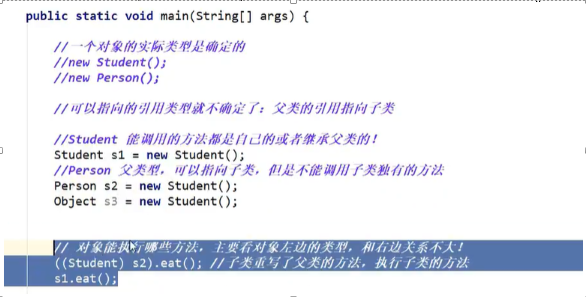 public static void main(String[] args) {
//一个对象的实际类型是确定的
//new Student();
//new Person();
//可以指向的引用类型就不确定了：父类的引用指向子类
//Student 能调用的方法都是自己的或者继承父类的！
Student s1 = new Student();
//Person 父类型，可以指向子类，但是不能调用子类独有的方法
Person s2 = new Student();
Object s3 = new Student();
// 对象能执行哪些方法，主要看对象左边的类型，和右边关系不大！
((Student) s2).eat(); //子类重写了父类的方法，执行子类的方法
s1.eat();